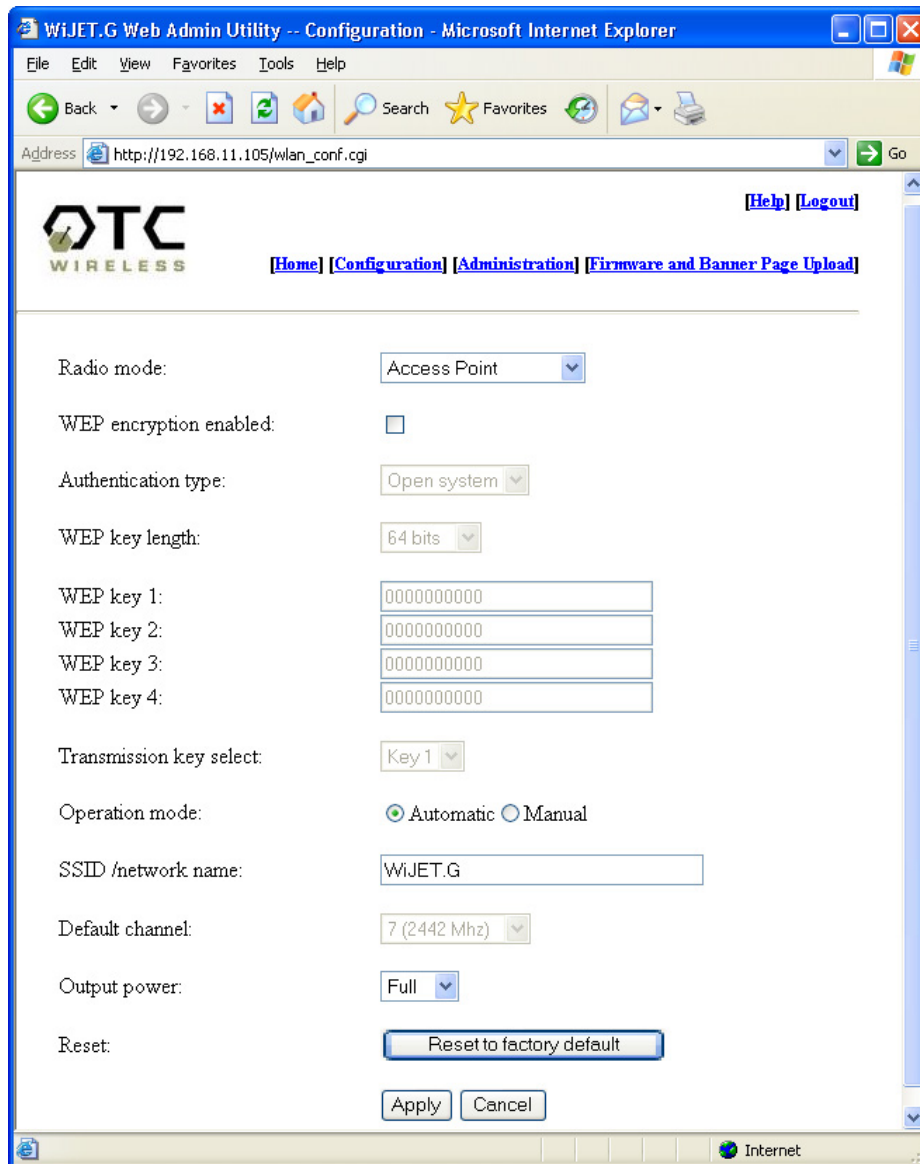 WiJET.G Web Admin Utility -- Configuration - Microsoft Internet Explorer
File Edit View Favorites Tools Help
Back Search Favorites
Address http://192.168.11.105/wlan_conf.cgi Go
[Help] [Logout]
OTC
WIRELESS
[Home] [Configuration] [Administration] [Firmware and Banner Page Upload]
Radio mode: Access Point
WEP encryption enabled:
Authentication type: Open system
WEP key length: 64 bits
WEP key 1: 0000000000
WEP key 2: 0000000000
WEP key 3: 0000000000
WEP key 4: 0000000000
Transmission key select: Key 1
Operation mode: Automatic Manual
SSID /network name: WiJET.G
Default channel: 7 (2442 Mhz)
Output power: Full
Reset: Reset to factory default
Apply Cancel
Internet